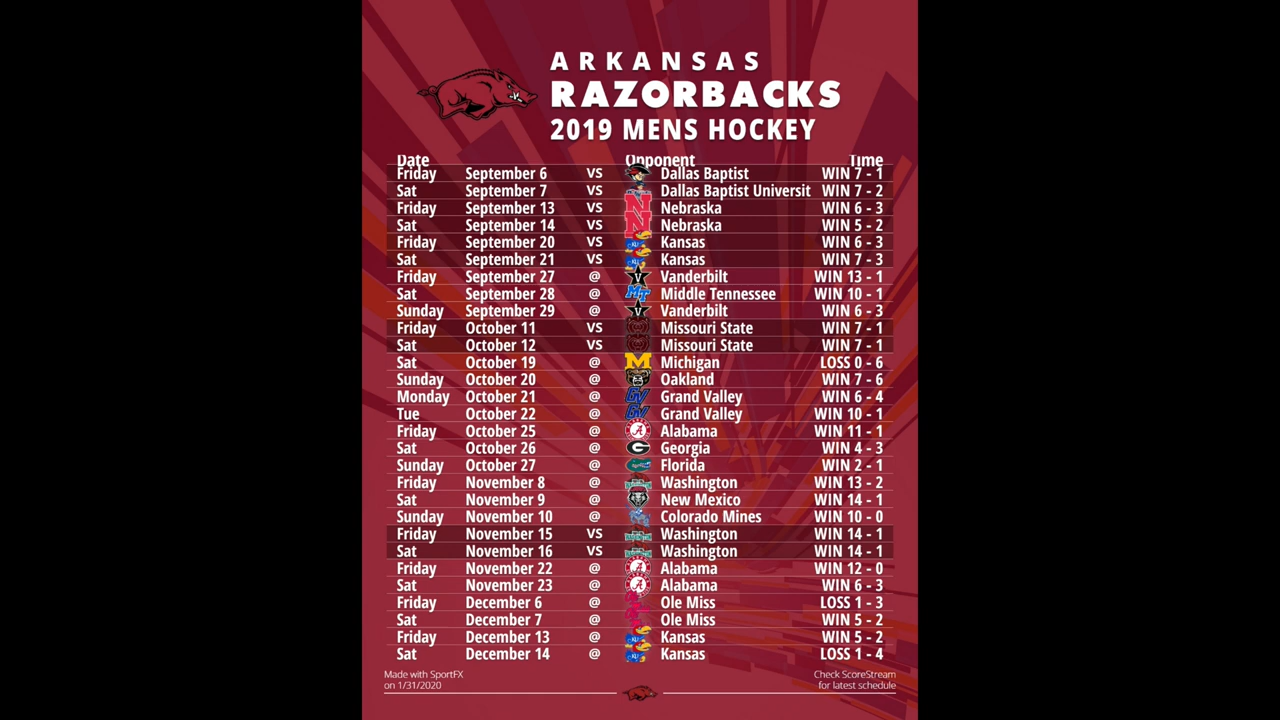 ARKANSAS
RAZORBACKS
2019 MENS HOCKEY
Date Opponent Time
Friday September 6 VS Dallas Baptist WIN 7 - 1
Sat September 7 VS Dallas Baptist Universit WIN 7 - 2
Friday September 13 VS N Nebraska WIN 6 - 3
Sat September 14 VS N Nebraska WIN 5 - 2
Friday September 20 VS KU Kansas WIN 6 - 3
Sat September 21 VS KU Kansas WIN 7 - 3
Friday September 27 @ V Vanderbilt WIN 13 - 1
Sat September 28 @ MT Middle Tennessee WIN 10 - 1
Sunday September 29 @ V Vanderbilt WIN 6 - 3
Friday October 11 VS Missouri State WIN 7 - 1
Sat October 12 VS Missouri State WIN 7 - 1
Sat October 19 @ M Michigan LOSS 0 - 6
Sunday October 20 @ Oakland WIN 7 - 6
Monday October 21 @ GV Grand Valley WIN 6 - 4
Tue October 22 @ GV Grand Valley WIN 10 - 1
Friday October 25 @ A Alabama WIN 11 - 1
Sat October 26 @ G Georgia WIN 4 - 3
Sunday October 27 @ Florida WIN 2 - 1
Friday November 8 @ Washington WIN 13 - 2
Sat November 9 @ New Mexico WIN 14 - 1
Sunday November 10 @ Colorado Mines WIN 10 - 0
Friday November 15 VS Washington WIN 14 - 1
Sat November 16 VS Washington WIN 14 - 1
Friday November 22 @ A Alabama WIN 12 - 0
Sat November 23 @ A Alabama WIN 6 - 3
Friday December 6 @ Ole Miss LOSS 1 - 3
Sat December 7 @ Ole Miss WIN 5 - 2
Friday December 13 @ KU Kansas WIN 5 - 2
Sat December 14 @ KU Kansas LOSS 1 - 4
Made with SportFX
on 1/31/2020
Check ScoreStream
for latest schedule